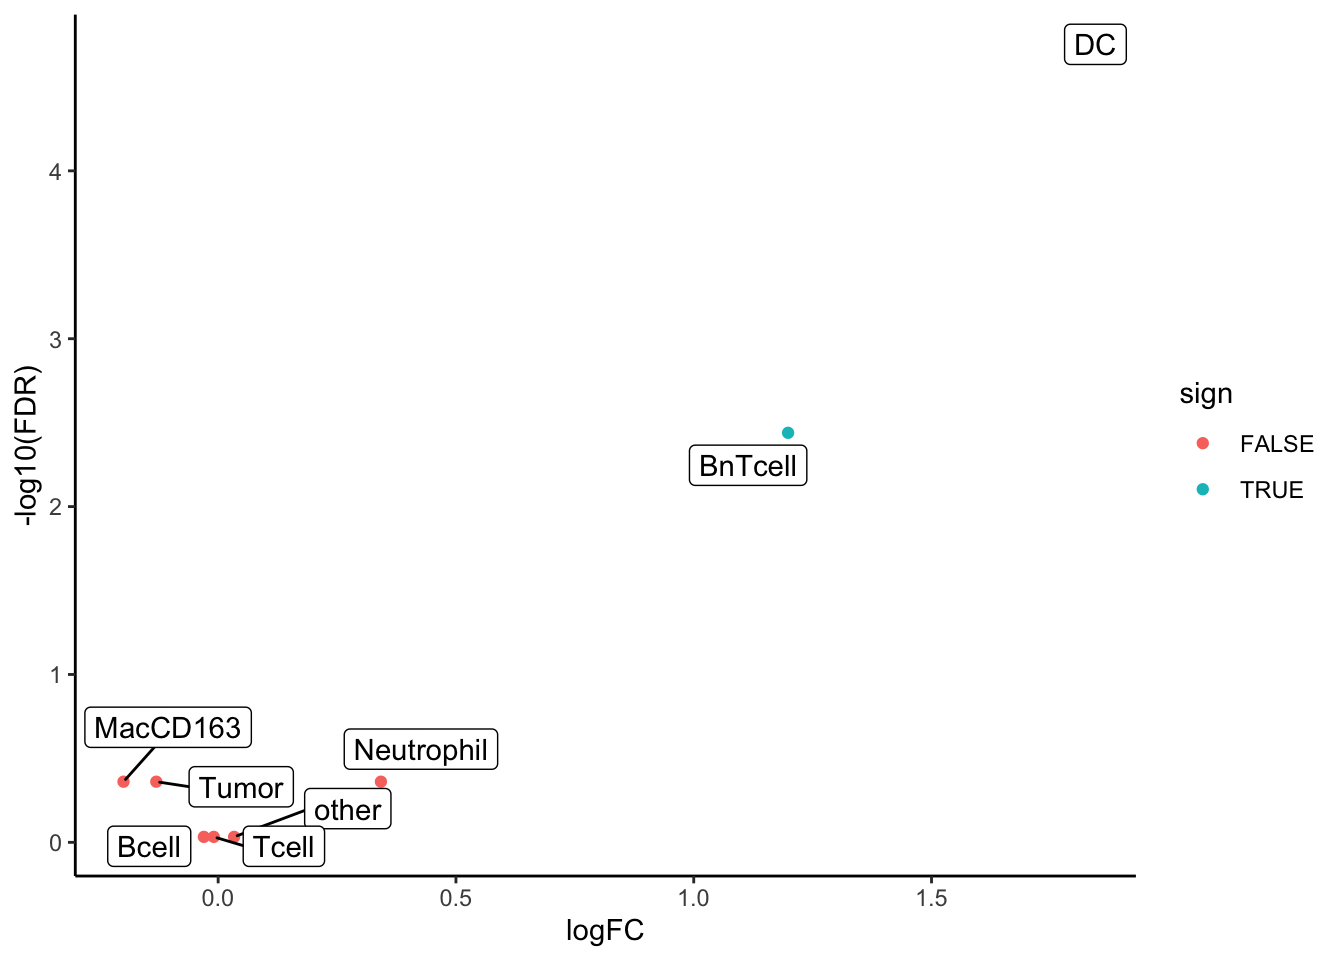 DC
4
3
2
1
0
-log10(FDR)
BnTcell
MacCD163
Neutrophil
Tumor
other
Bcell
Tcell
0.0
0.5
1.0
1.5
logFC
sign
FALSE
TRUE